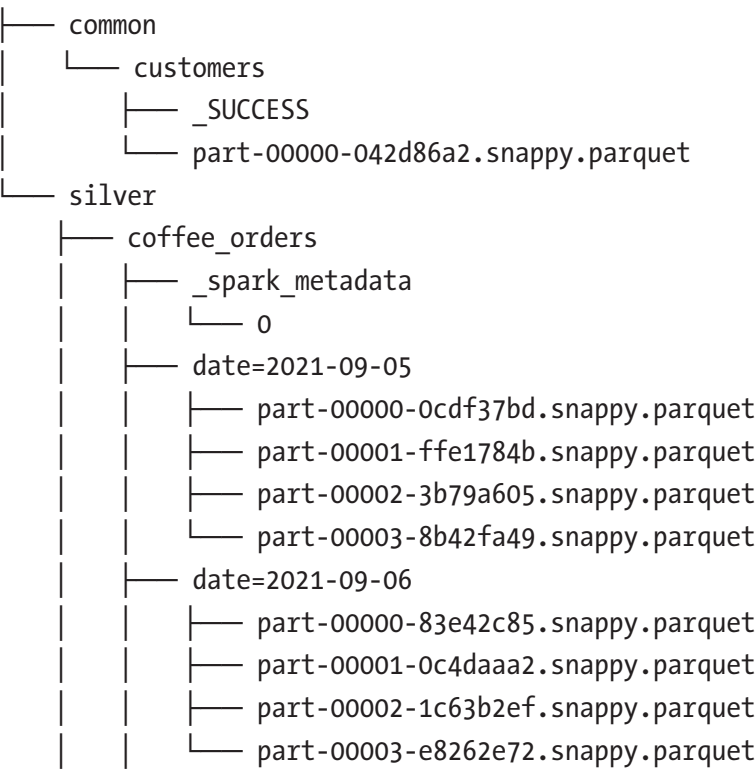 ├── common
│   └── customers
│       ├── _SUCCESS
│       └── part-00000-042d86a2.snappy.parquet
└── silver
    ├── coffee_orders
    │   ├── _spark_metadata
    │   │   └── 0
    │   ├── date=2021-09-05
    │   │   ├── part-00000-0cdf37bd.snappy.parquet
    │   │   ├── part-00001-ffe1784b.snappy.parquet
    │   │   ├── part-00002-3b79a605.snappy.parquet
    │   │   └── part-00003-8b42fa49.snappy.parquet
    │   ├── date=2021-09-06
    │   │   ├── part-00000-83e42c85.snappy.parquet
    │   │   ├── part-00001-0c4daaa2.snappy.parquet
    │   │   ├── part-00002-1c63b2ef.snappy.parquet
    │   │   └── part-00003-e8262e72.snappy.parquet